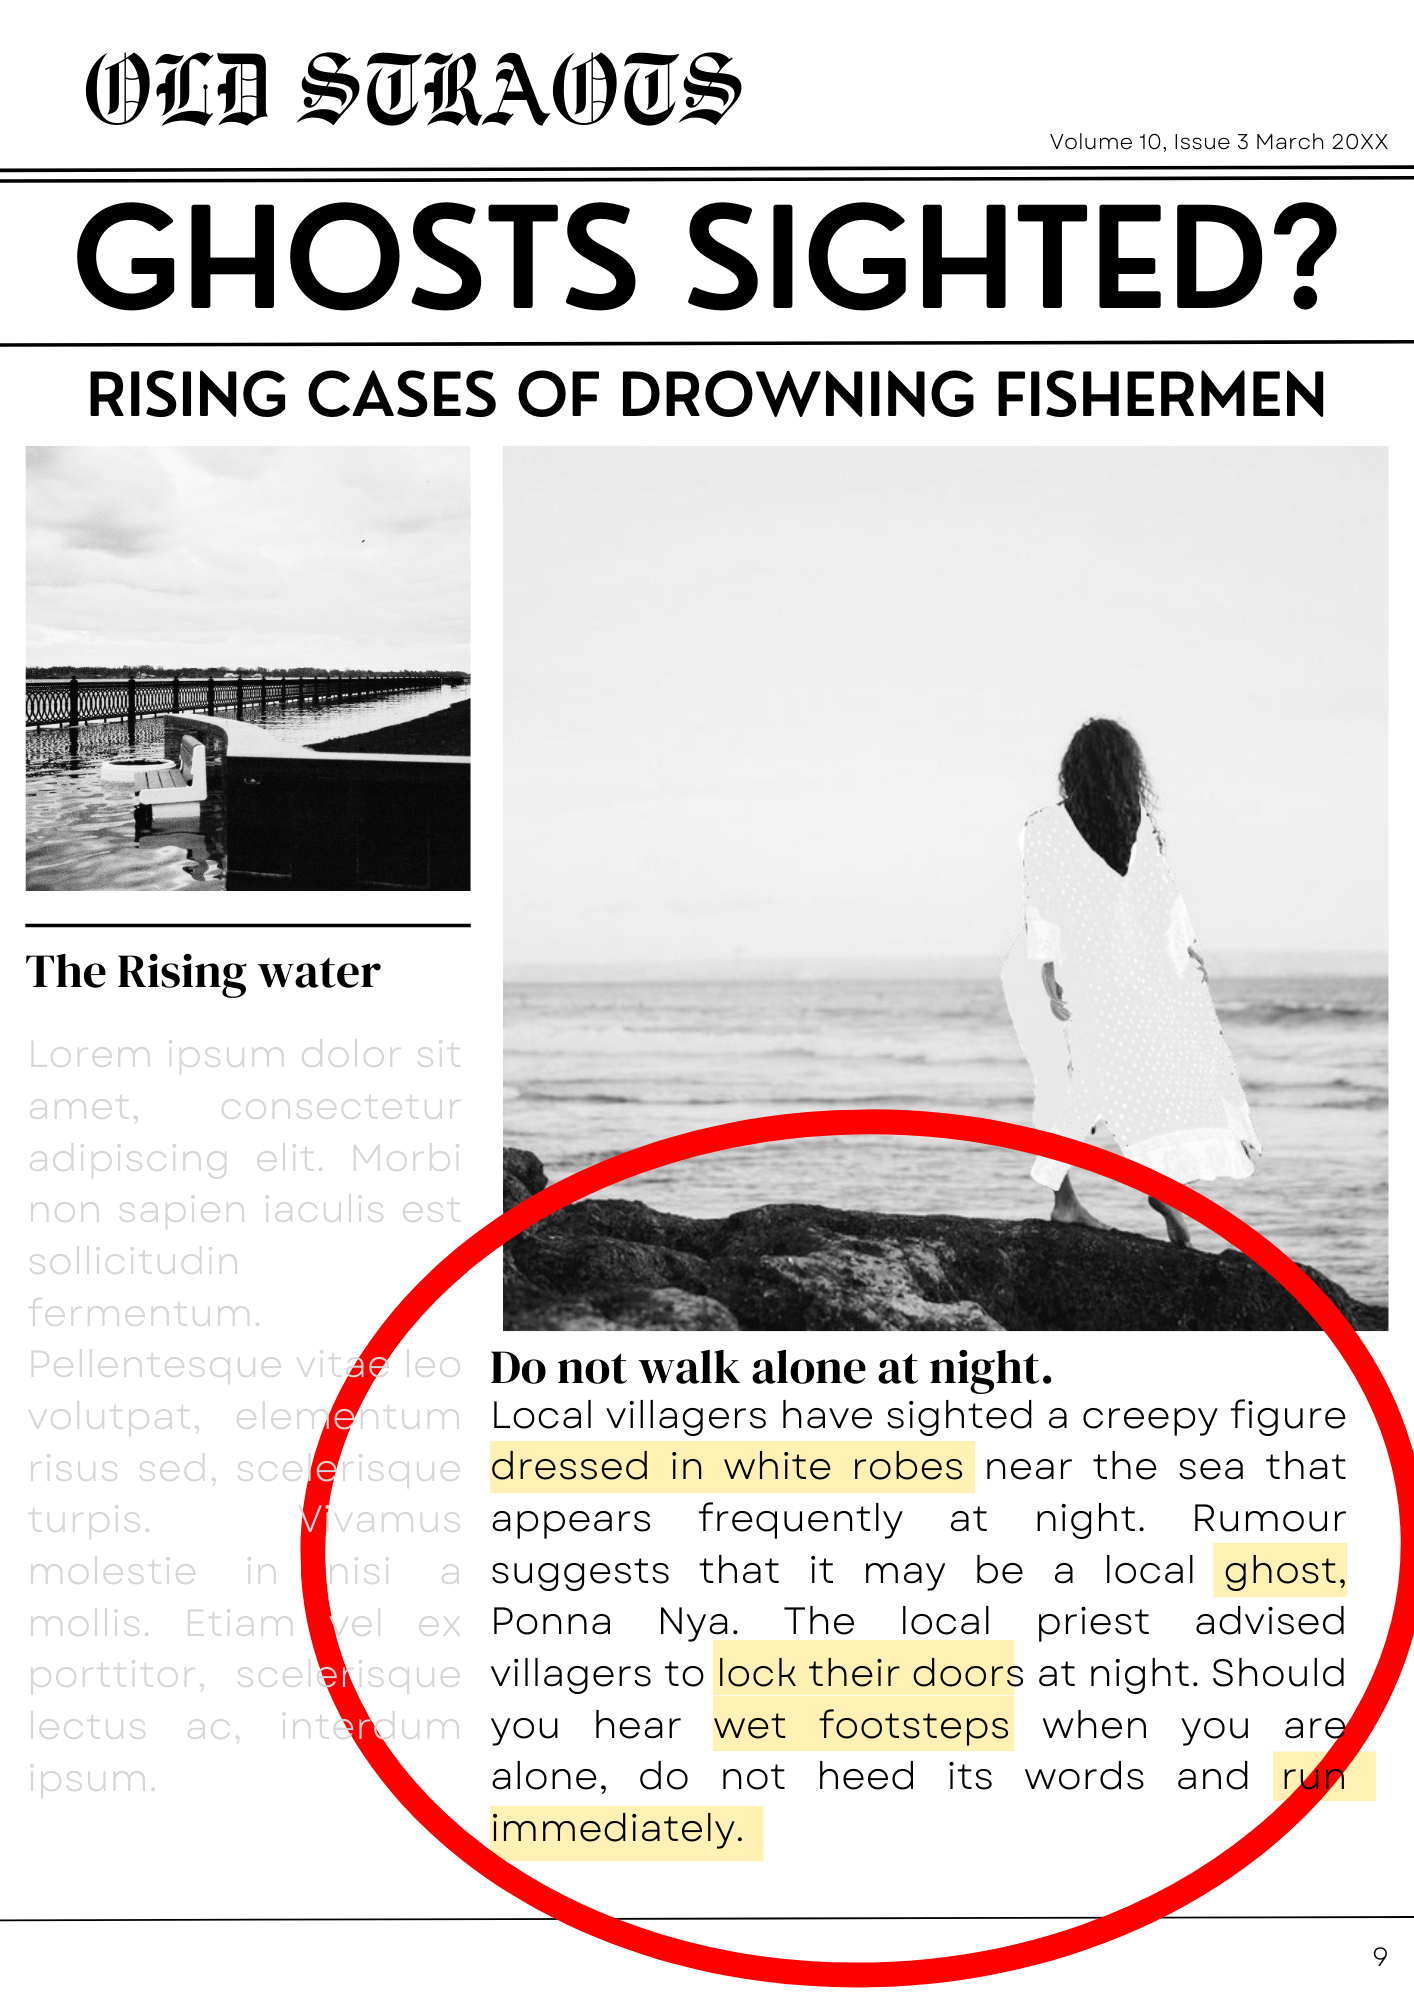 OLD STRAOTS
Volume 10, Issue 3 March 20XX
GHOSTS SIGHTED?
RISING CASES OF DROWNING FISHERMEN
The Rising water
Lorem ipsum dolor sit
amet, consectetur
adipiscing elit. Morbi
non sapien iaculis est
sollicitudin
fermentum.
Pellentesque vitae leo
volutpat, elementum
risus sed, scelerisque
turpis. Vivamus
molestie in nisi a
mollis. Etiam vel ex
porttitor, scelerisque
lectus ac, interdum
ipsum.
Do not walk alone at night.
Local villagers have sighted a creepy figure
dressed in white robes near the sea that
appears frequently at night. Rumour
suggests that it may be a local ghost,
Ponna Nya. The local priest advised
villagers to lock their doors at night. Should
you hear wet footsteps when you are
alone, do not heed its words and run
immediately.
9